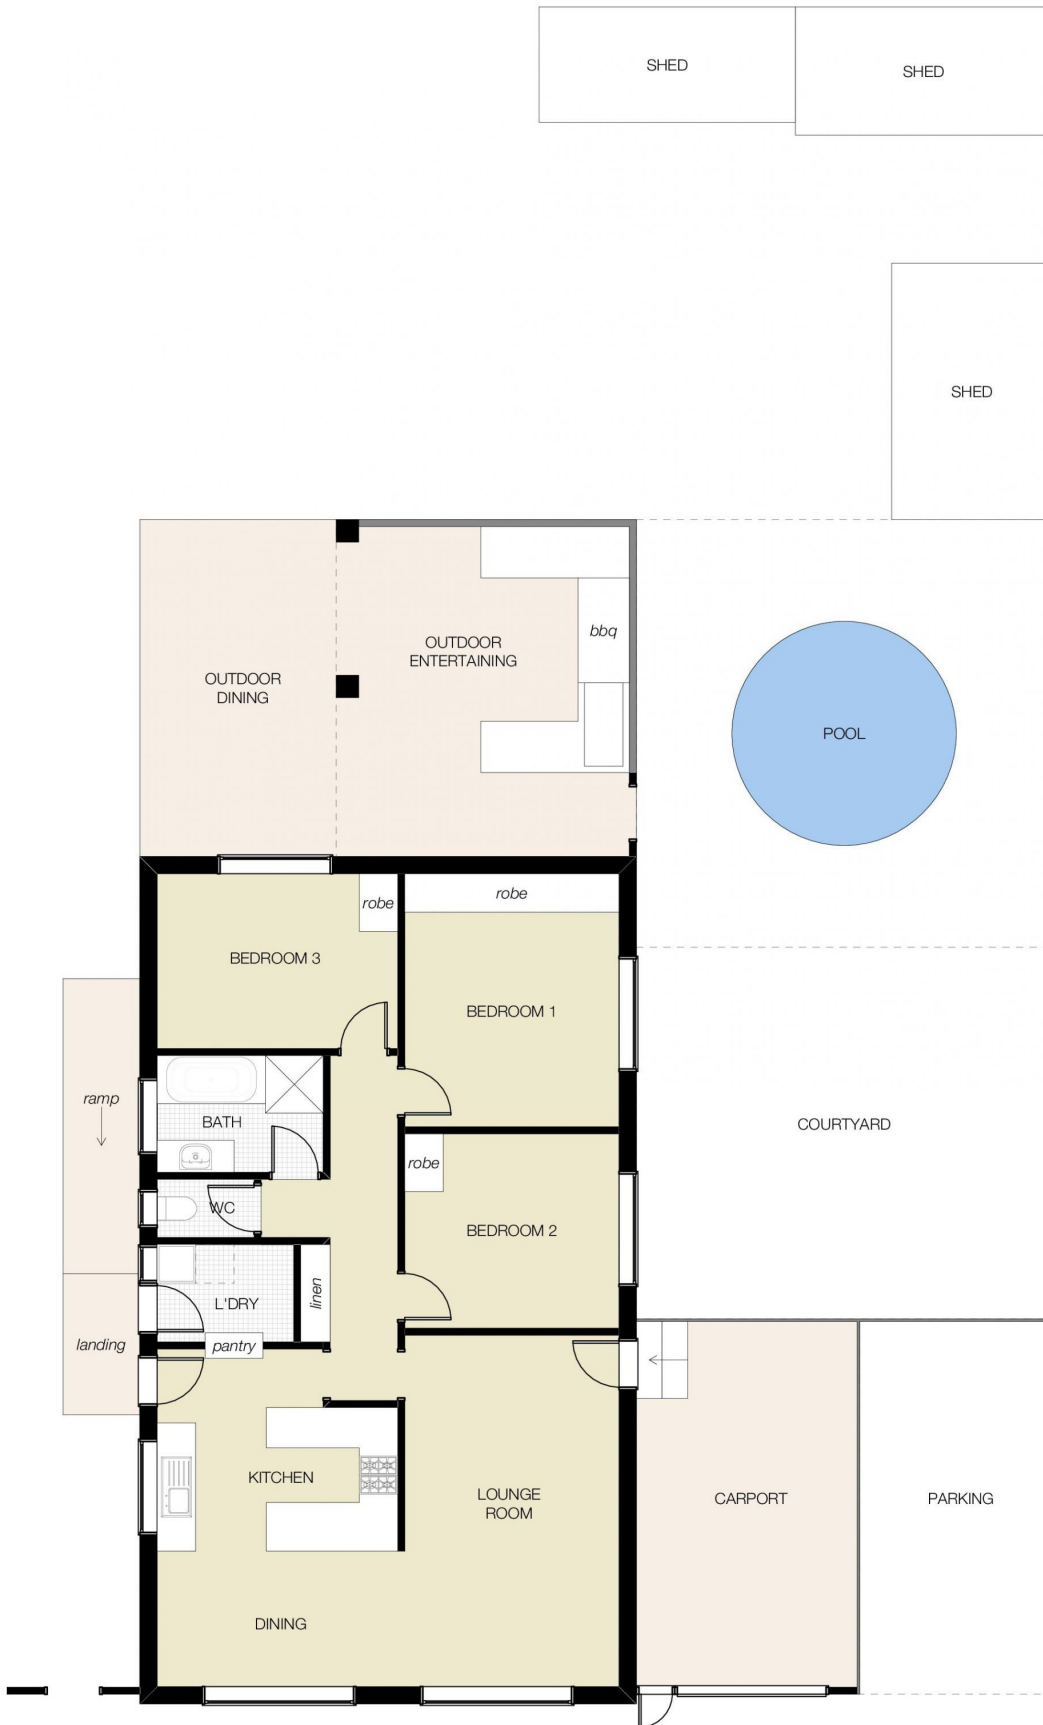 SHED
SHED
SHED
OUTDOOR
ENTERTAINING
bbq
OUTDOOR
DINING
POOL
robe
robe
BEDROOM 3
BEDROOM 1
ramp
BATH
COURTYARD
robe
WC
BEDROOM 2
linen
L'DRY
landing
pantry
KITCHEN
LOUNGE
ROOM
CARPORT
PARKING
DINING